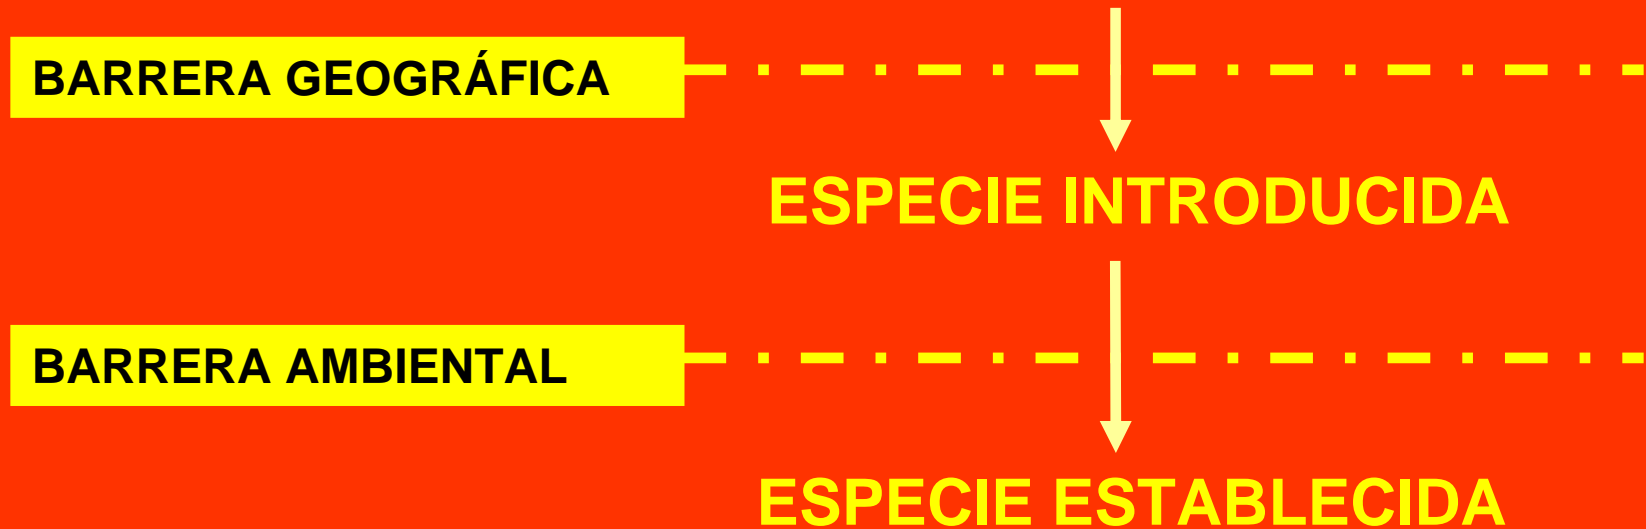 BARRERA GEOGRÁFICA
ESPECIE INTRODUCIDA
BARRERA AMBIENTAL
ESPECIE ESTABLECIDA